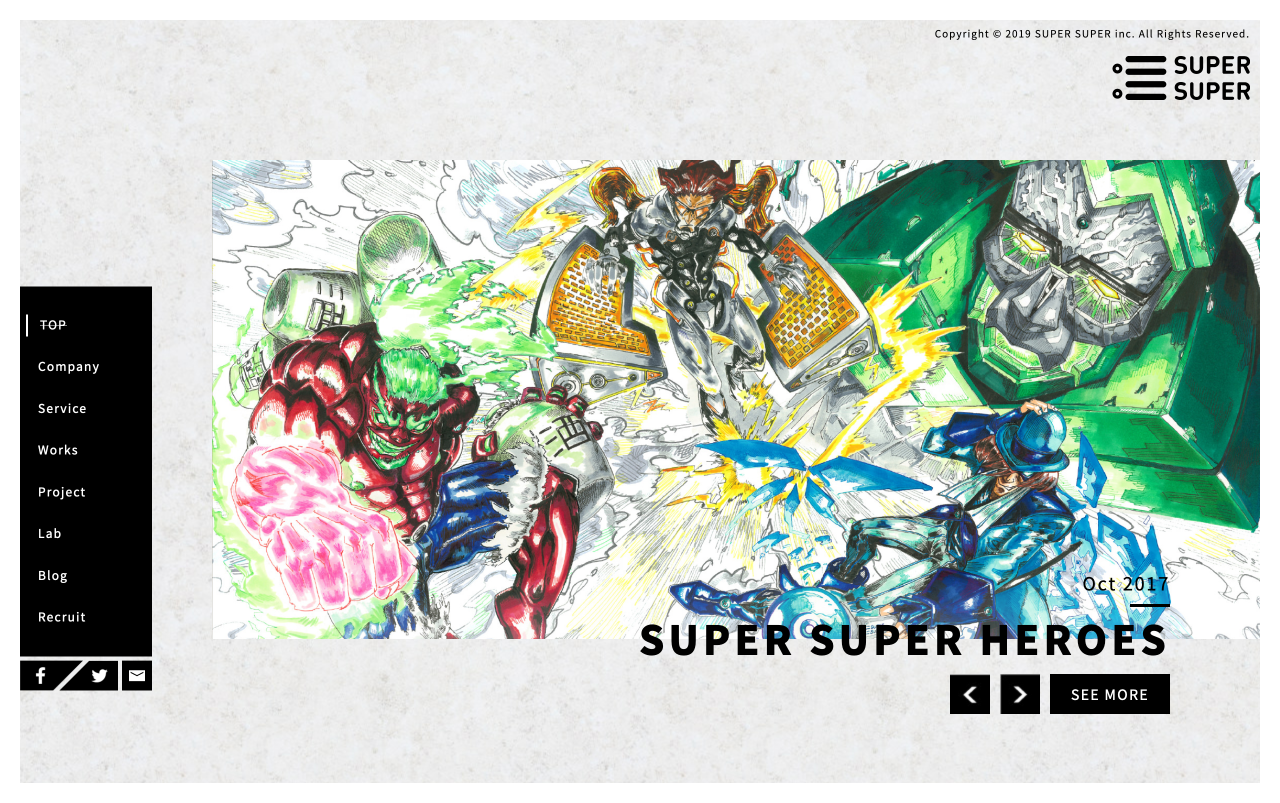 Copyright © 2019 SUPER SUPER inc. All Rights Reserved.
SUPER
SUPER
TOP
Company
Service
Works
Project
Lab
Blog
Recruit
酒
Oct 2017
SUPER SUPER HEROES
SEE MORE